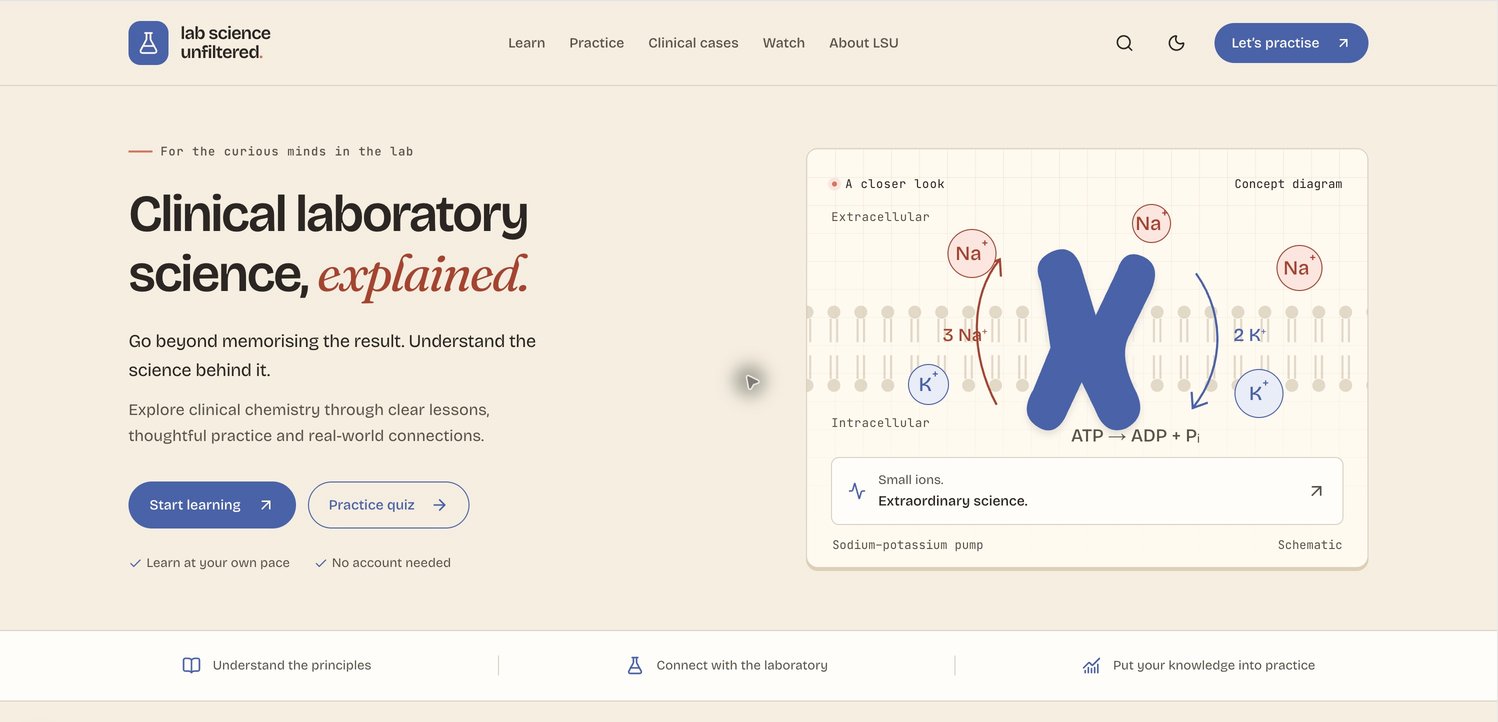 lab science
unfiltered.
Learn
Practice
Clinical cases
Watch
About LSU
Let's practise
For the curious minds in the lab
Clinical laboratory
science, explained.
Go beyond memorising the result. Understand the
science behind it.
Explore clinical chemistry through clear lessons,
thoughtful practice and real-world connections.
Start learning
Practice quiz
Learn at your own pace
No account needed
A closer look
Concept diagram
Extracellular
Na⁺
Na⁺
Na⁺
3 Na⁺
2 K⁺
K⁺
K⁺
Intracellular
ATP → ADP + Pᵢ
Small ions.
Extraordinary science.
Sodium–potassium pump
Schematic
Understand the principles
Connect with the laboratory
Put your knowledge into practice